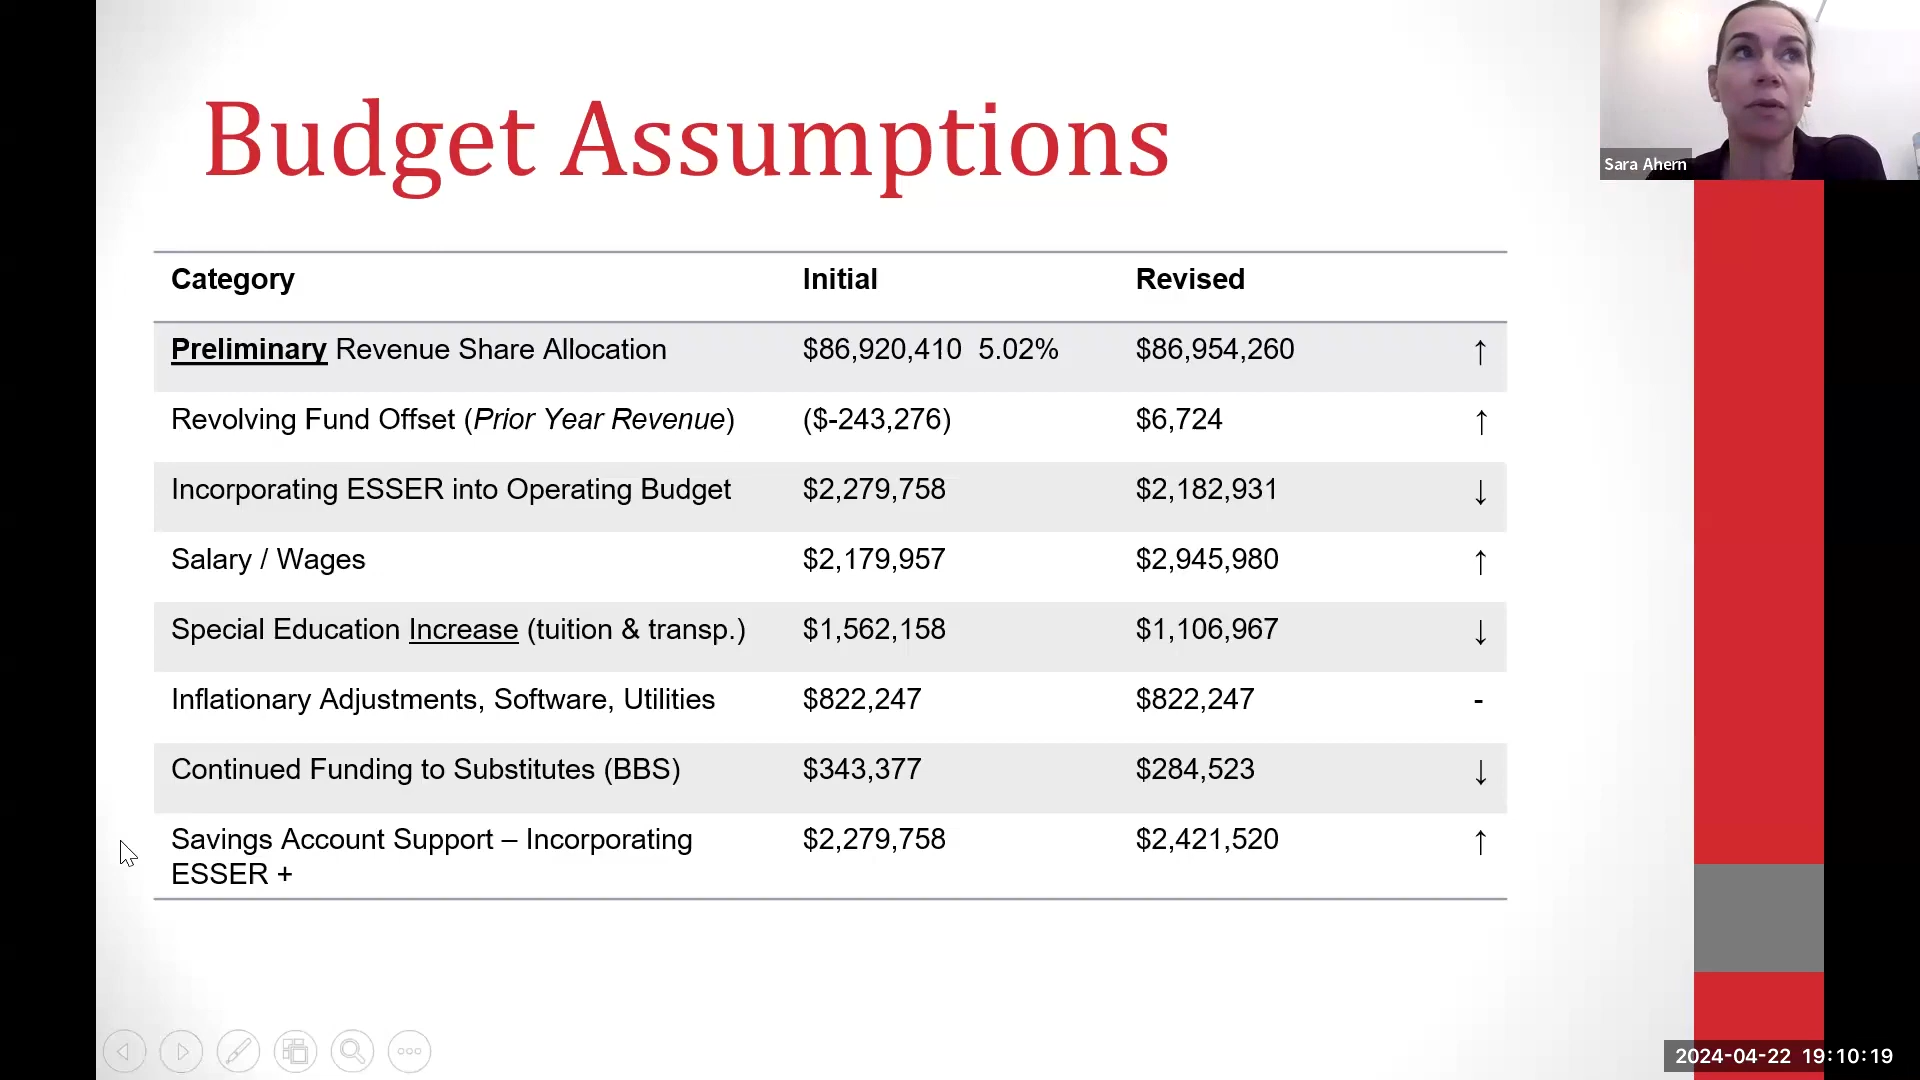 Budget Assumptions
Sara Ahern
Category Initial Revised
Preliminary Revenue Share Allocation $86,920,410 5.02% $86,954,260 ↑
Revolving Fund Offset (Prior Year Revenue) ($-243,276) $6,724 ↑
Incorporating ESSER into Operating Budget $2,279,758 $2,182,931 ↓
Salary / Wages $2,179,957 $2,945,980 ↑
Special Education Increase (tuition & transp.) $1,562,158 $1,106,967 ↓
Inflationary Adjustments, Software, Utilities $822,247 $822,247 -
Continued Funding to Substitutes (BBS) $343,377 $284,523 ↓
Savings Account Support – Incorporating $2,279,758 $2,421,520 ↑
ESSER +
2024-04-22 19:10:19